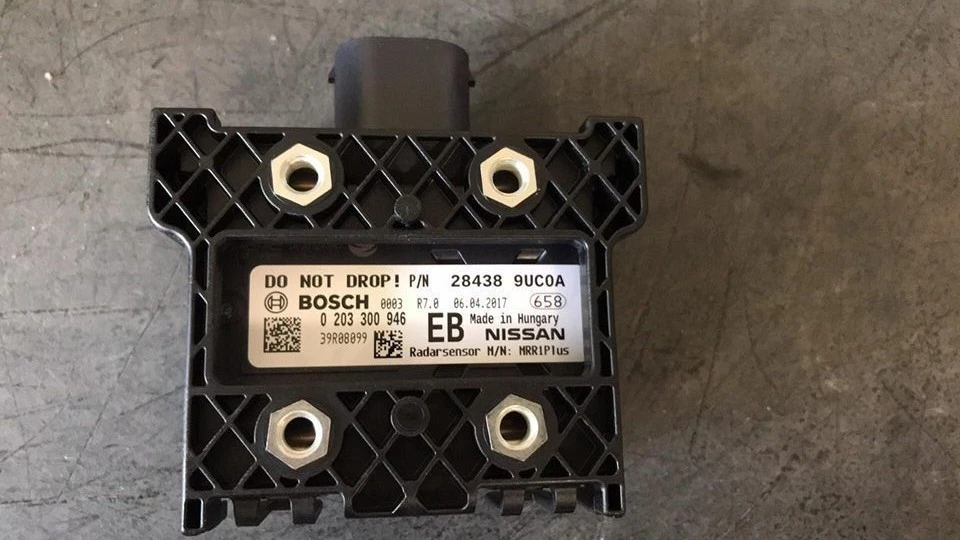 DO NOT DROP! P/N 28438 9UC0A
BOSCH 0003 R7.0 06.04.2017 658
0 203 300 946 EB Made in Hungary
39R08099 NISSAN
Radarsensor M/N: MRR1Plus